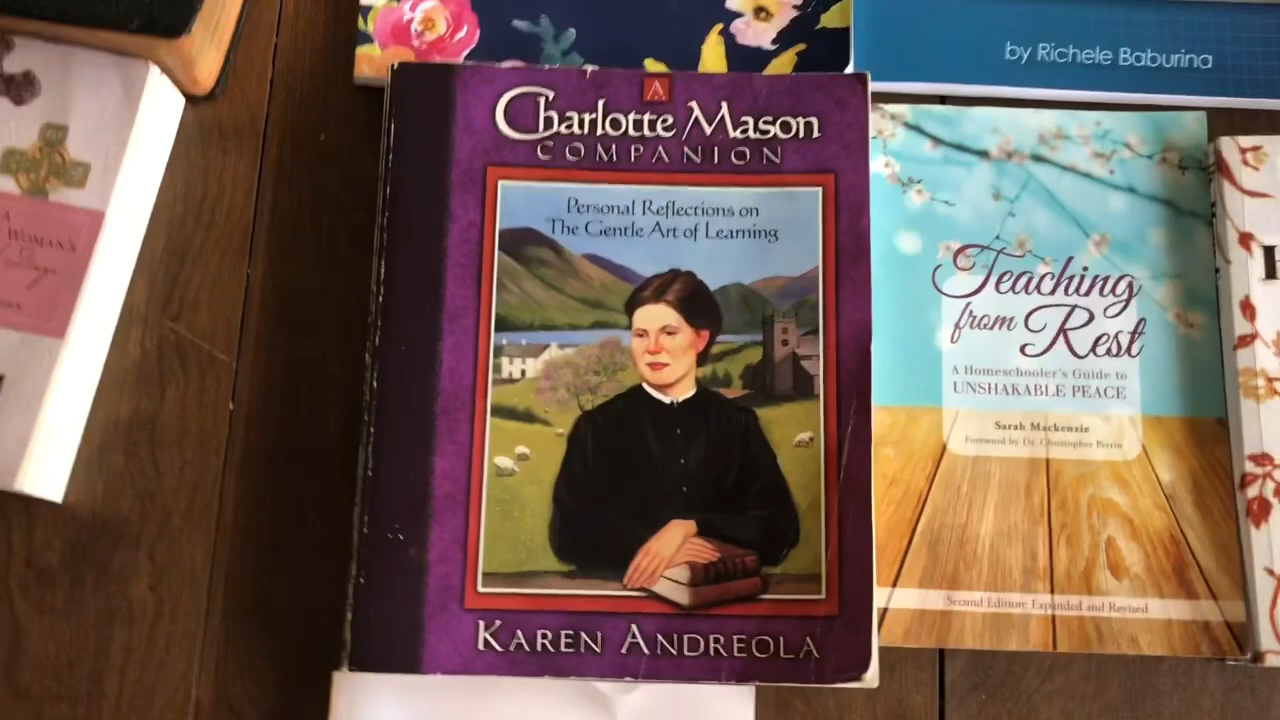 by Richele Baburina
A
Charlotte Mason
COMPANION
Personal Reflections on
The Gentle Art of Learning
KAREN ANDREOLA
Teaching
from Rest
A Homeschooler's Guide to
UNSHAKABLE PEACE
Sarah Mackenzie
Foreword by Dr. Christopher Perrin
Second Edition: Expanded and Revised
A
WOMAN'S